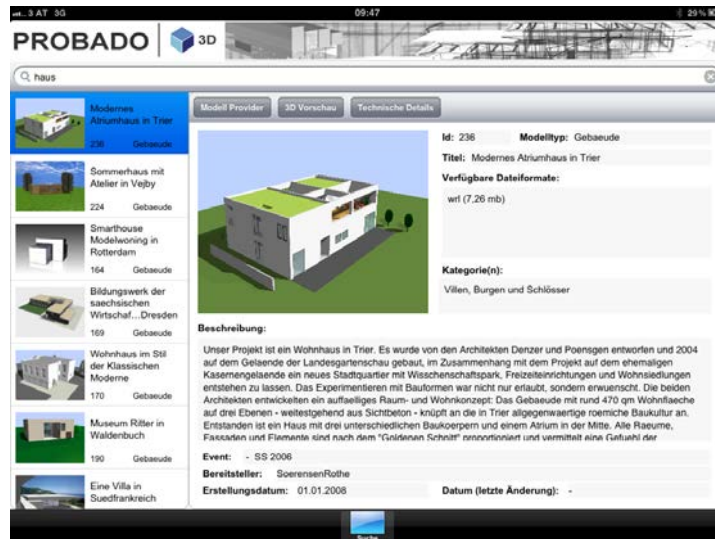 3 AT 3G
09:47
29 %
PROBADO 3D
haus
Modernes
Atriumhaus in Trier
236 Gebaeude
Sommerhaus mit
Atelier in Vejby
224 Gebaeude
Smarthouse
Modelwoning in
Rotterdam
164 Gebaeude
Bildungswerk der
saechsischen
Wirtschaf...Dresden
169 Gebaeude
Wohnhaus im Stil
der Klassischen
Moderne
170 Gebaeude
Museum Ritter in
Waldenbuch
190 Gebaeude
Eine Villa in
Suedfrankreich
Modell Provider
3D Vorschau
Technische Details
Id: 236 Modelltyp: Gebaeude
Titel: Modernes Atriumhaus in Trier
Verfügbare Dateiformate:
wrl (7,26 mb)
Kategorie(n):
Villen, Burgen und Schlösser
Beschreibung:
Unser Projekt ist ein Wohnhaus in Trier. Es wurde von den Architekten Denzer und Poensgen entworfen und 2004
auf dem Gelaende der Landesgartenschau gebaut, im Zusammenhang mit dem Projekt auf dem ehemaligen
Kasernengelaende ein neues Stadtquartier mit Wisschenschaftspark, Freizeiteinrichtungen und Wohnsiedlungen
entstehen zu lassen. Das Experimentieren mit Bauformen war nicht nur erlaubt, sondern erwuenscht. Die beiden
Architekten entwickelten ein auffaelliges Raum- und Wohnkonzept: Das Gebaeude mit rund 470 qm Wohnflaeche
auf drei Ebenen - weitestgehend aus Sichtbeton - knüpft an die in Trier allgegenwaertige roemiche Baukultur an.
Entstanden ist ein Haus mit drei unterschiedlichen Baukoerpern und einem Atrium in der Mitte. Alle Raeume,
Fassaden und Elemente sind nach dem "Goldenen Schnitt" proportioniert und vermittelt eine Gefuehl der
Event: - SS 2006
Bereitsteller: SoerensenRothe
Erstellungsdatum: 01.01.2008 Datum (letzte Änderung): -
Suche